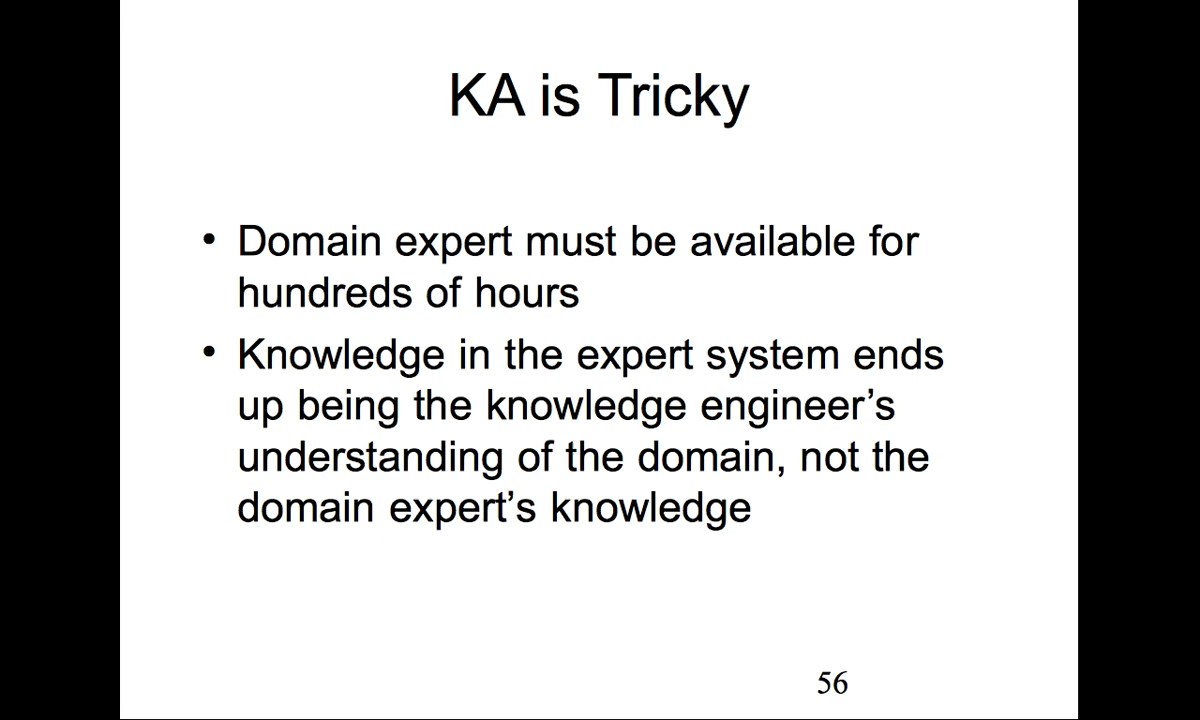 KA is Tricky
• Domain expert must be available for
hundreds of hours
• Knowledge in the expert system ends
up being the knowledge engineer’s
understanding of the domain, not the
domain expert’s knowledge
56